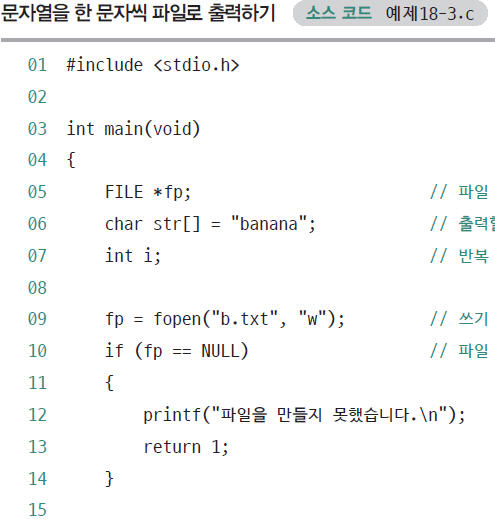 문자열을 한 문자씩 파일로 출력하기 소스 코드 예제18-3.c
01 #include <stdio.h>
02
03 int main(void)
04 {
05     FILE *fp; // 파일
06     char str[] = "banana"; //
07     int i; // 반복
08
09     fp = fopen("b.txt", "w"); // 쓰기
10     if (fp == NULL) // 파일
11     {
12         printf("파일을 만들지 못했습니다.\n");
13         return 1;
14     }
15